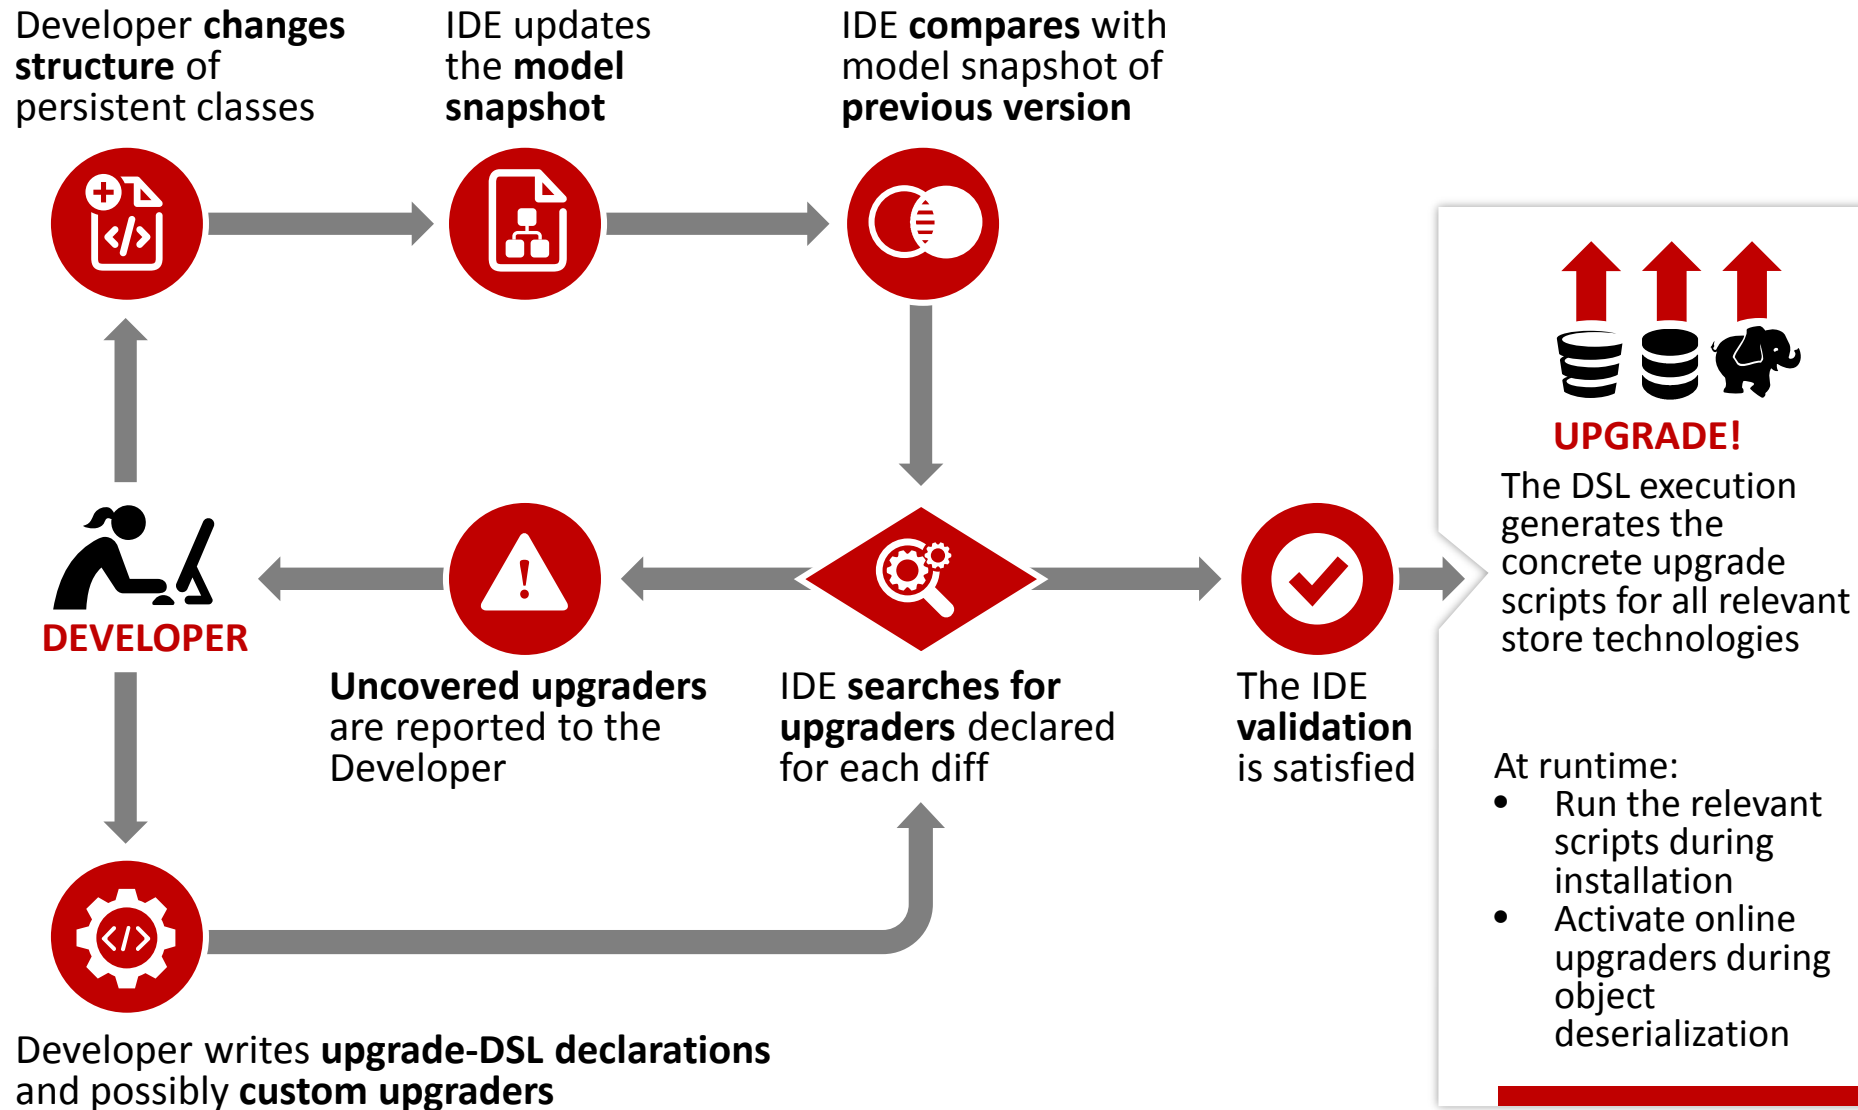 Developer changes
structure of
persistent classes
IDE updates
the model
snapshot
IDE compares with
model snapshot of
previous version
DEVELOPER
Uncovered upgraders
are reported to the
Developer
IDE searches for
upgraders declared
for each diff
The IDE
validation
is satisfied
Developer writes upgrade-DSL declarations
and possibly custom upgraders
UPGRADE!
The DSL execution
generates the
concrete upgrade
scripts for all relevant
store technologies
At runtime:
• Run the relevant
scripts during
installation
• Activate online
upgraders during
object
deserialization